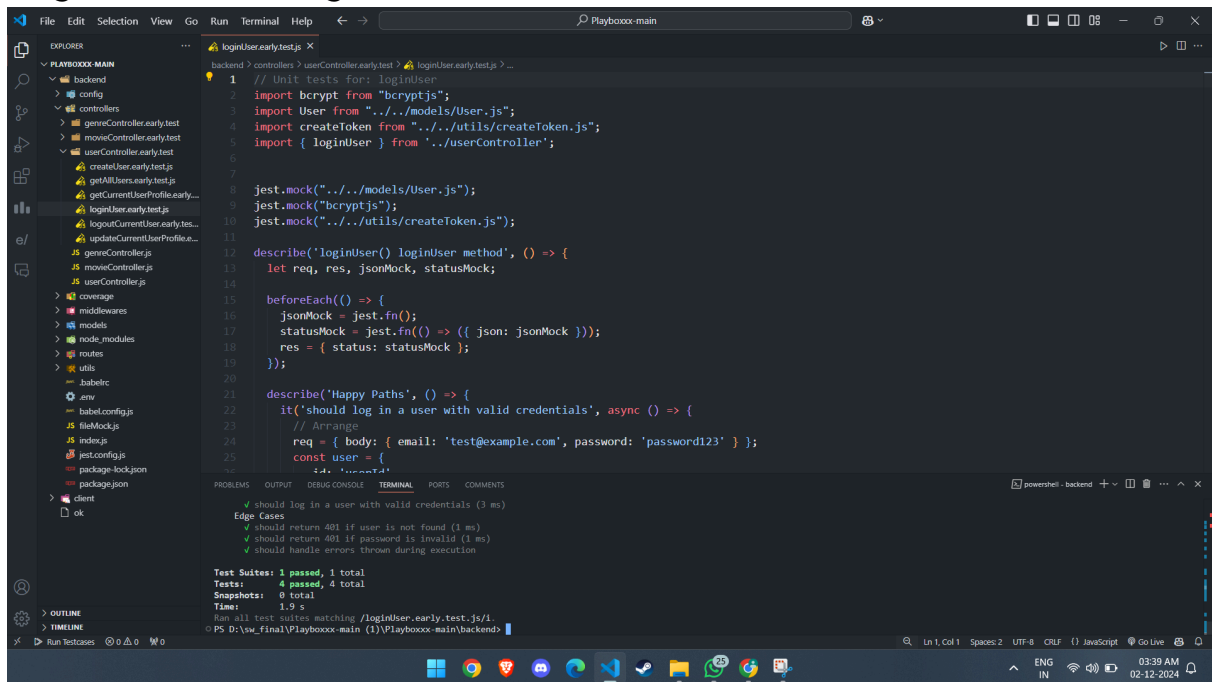 File Edit Selection View Go Run Terminal Help
Playboxxx-main
EXPLORER
PLAYBOXXX-MAIN
backend
config
controllers
genreController.early.test
movieController.early.test
userController.early.test
createUser.early.test.js
getAllUsers.early.test.js
getCurrentUserProfile.early....
loginUser.early.test.js
logoutCurrentUser.early.tes...
updateCurrentUserProfile.e...
JS genreController.js
JS movieController.js
JS userController.js
coverage
middlewares
models
node_modules
routes
utils
.babelrc
.env
babel.config.js
JS fileMock.js
JS index.js
jest.config.js
package-lock.json
package.json
client
ok
OUTLINE
TIMELINE
loginUser.early.test.js
backend > controllers > userController.early.test > loginUser.early.test.js > ...
1 // Unit tests for: loginUser
2 import bcrypt from "bcryptjs";
3 import User from "../../models/User.js";
4 import createToken from "../../utils/createToken.js";
5 import { loginUser } from '../userController';
6
7
8 jest.mock("../../models/User.js");
9 jest.mock("bcryptjs");
10 jest.mock("../../utils/createToken.js");
11
12 describe('loginUser() loginUser method', () => {
13 let req, res, jsonMock, statusMock;
14
15 beforeEach(() => {
16 jsonMock = jest.fn();
17 statusMock = jest.fn(() => ({ json: jsonMock }));
18 res = { status: statusMock };
19 });
20
21 describe('Happy Paths', () => {
22 it('should log in a user with valid credentials', async () => {
23 // Arrange
24 req = { body: { email: 'test@example.com', password: 'password123' } };
25 const user = {
PROBLEMS OUTPUT DEBUG CONSOLE TERMINAL PORTS COMMENTS
powershell - backend
√ should log in a user with valid credentials (3 ms)
Edge Cases
√ should return 401 if user is not found (1 ms)
√ should return 401 if password is invalid (1 ms)
√ should handle errors thrown during execution
Test Suites: 1 passed, 1 total
Tests: 4 passed, 4 total
Snapshots: 0 total
Time: 1.9 s
Ran all test suites matching /loginUser.early.test.js/i.
PS D:\sw_final\Playboxxx-main (1)\Playboxxx-main\backend>
Run Testcases 0 0 0 Ln 1, Col 1 Spaces: 2 UTF-8 CRLF {} JavaScript Go Live
25
ENG
IN
03:39 AM
02-12-2024